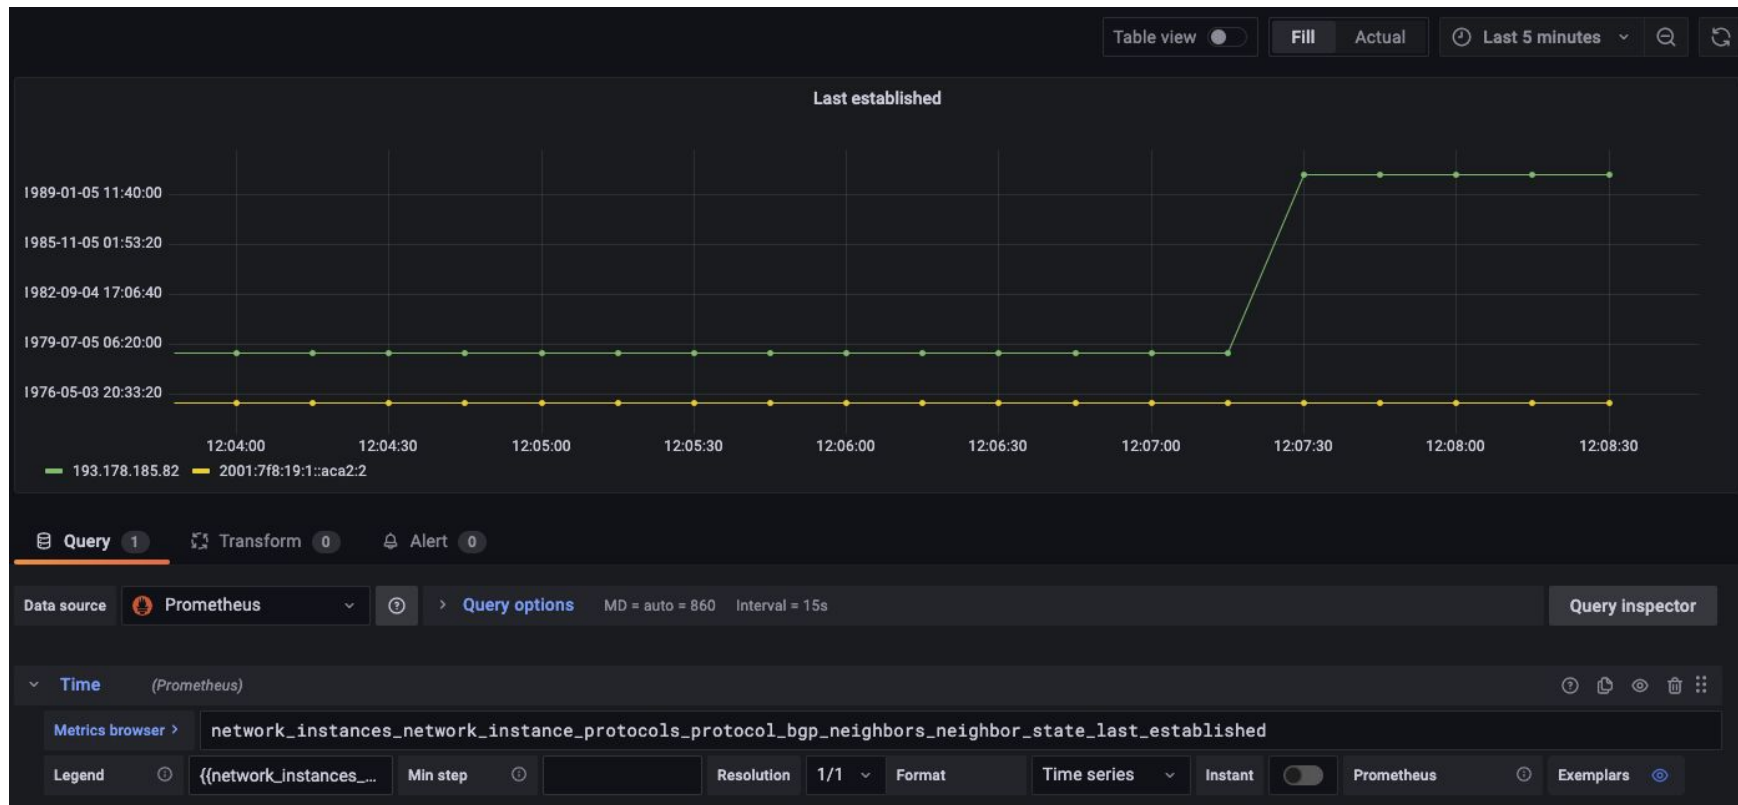 Table view Fill Actual Last 5 minutes
Last established
1989-01-05 11:40:00
1985-11-05 01:53:20
1982-09-04 17:06:40
1979-07-05 06:20:00
1976-05-03 20:33:20
12:04:00 12:04:30 12:05:00 12:05:30 12:06:00 12:06:30 12:07:00 12:07:30 12:08:00 12:08:30
193.178.185.82 2001:7f8:19:1::aca2:2
Query 1 Transform 0 Alert 0
Data source Prometheus > Query options MD = auto = 860 Interval = 15s Query inspector
Time (Prometheus)
Metrics browser > network_instances_network_instance_protocols_protocol_bgp_neighbors_neighbor_state_last_established
Legend {{network_instances_... Min step Resolution 1/1 Format Time series Instant Prometheus Exemplars